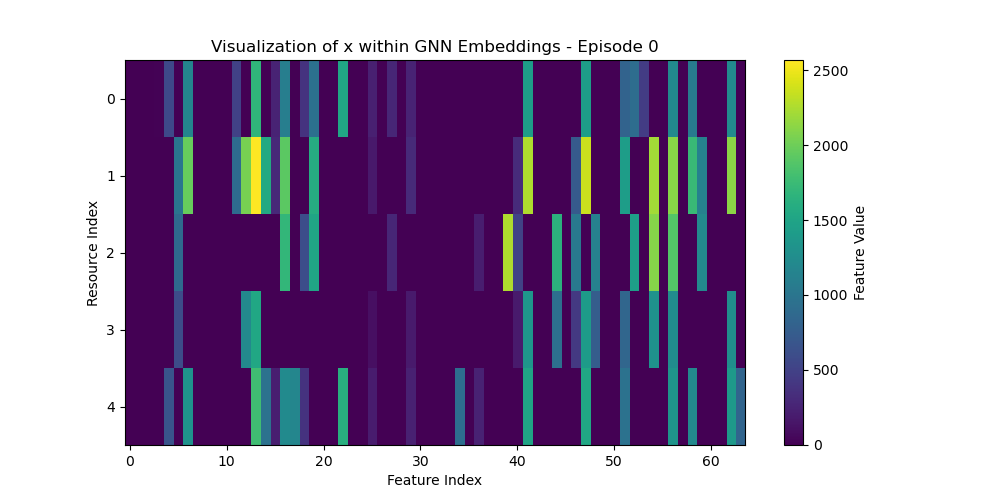 Visualization of x within GNN Embeddings - Episode 0
Resource Index
0
1
2
3
4
0 10 20 30 40 50 60
Feature Index
2500
2000
1500
1000
500
0
Feature Value